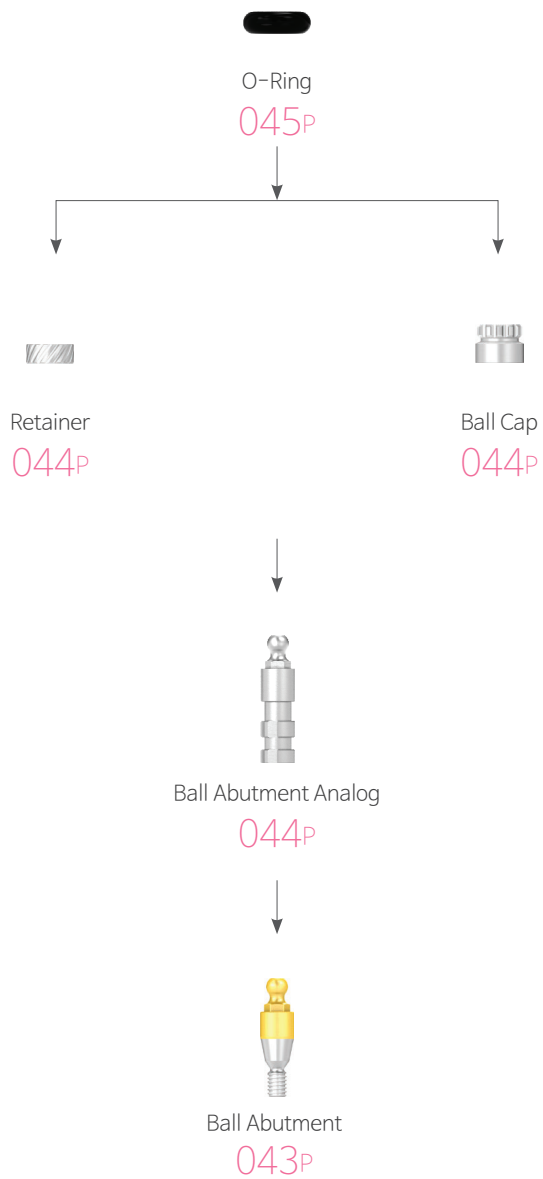 O-Ring
045P
Retainer
044P
Ball Cap
044P
Ball Abutment Analog
044P
Ball Abutment
043P